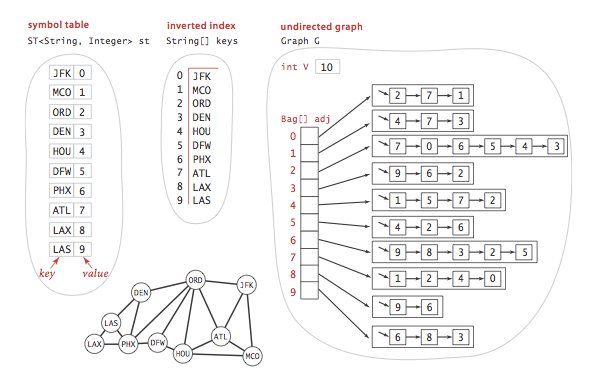 symbol table
ST<String, Integer> st
JFK 0
MCO 1
ORD 2
DEN 3
HOU 4
DFW 5
PHX 6
ATL 7
LAX 8
LAS 9
key value
inverted index
String[] keys
0 JFK
1 MCO
2 ORD
3 DEN
4 HOU
5 DFW
6 PHX
7 ATL
8 LAX
9 LAS
undirected graph
Graph G
int V 10
Bag[] adj
0
1
2
3
4
5
6
7
8
9
2 7 1
4 7 3
7 0 6 5 4 3
9 6 2
1 5 7 2
4 2 6
9 8 3 2 5
1 2 4 0
9 6
6 8 3
ORD
JFK
DEN
LAS
LAX
PHX
DFW
HOU
ATL
MCO